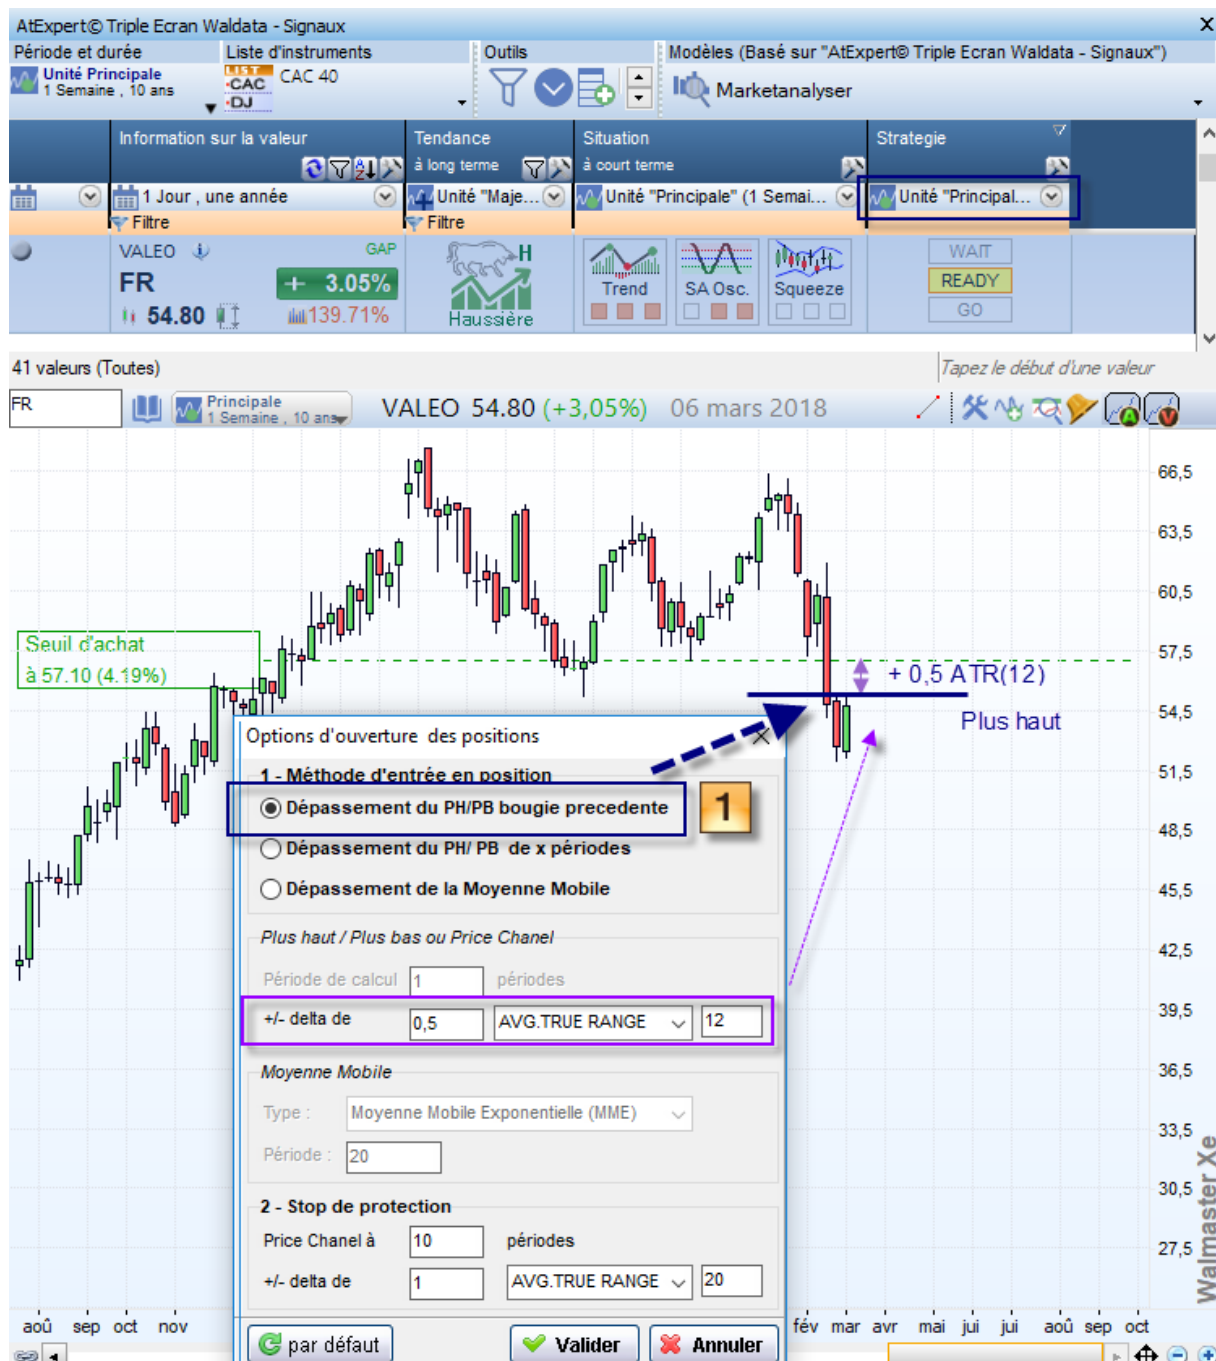 AtExpert© Triple Ecran Waldata - Signaux
X
Période et durée
Liste d'instruments
Outils
Modèles (Basé sur "AtExpert© Triple Ecran Waldata - Signaux")
Unité Principale
1 Semaine , 10 ans
LIST
CAC
DJ
CAC 40
Marketanalyser
Information sur la valeur
Tendance
à long terme
Situation
à court terme
Strategie
1 Jour , une année
Unité "Maje...
Unité "Principale" (1 Semai...
Unité "Principal...
Filtre
Filtre
VALEO
GAP
FR
+ 3.05%
54.80
139.71%
H
Haussière
Trend
SA Osc.
Squeeze
WAIT
READY
GO
41 valeurs (Toutes)
Tapez le début d'une valeur
FR
Principale
1 Semaine , 10 ans
VALEO 54.80 (+3,05%) 06 mars 2018
A
V
66,5
63,5
60,5
57,5
54,5
51,5
48,5
45,5
42,5
39,5
36,5
33,5
30,5
27,5
Seuil d'achat
à 57.10 (4.19%)
+ 0,5 ATR(12)
Plus haut
Options d'ouverture des positions
1 - Méthode d'entrée en position
Dépassement du PH/PB bougie precedente
1
Dépassement du PH/ PB de x périodes
Dépassement de la Moyenne Mobile
Plus haut / Plus bas ou Price Chanel
Période de calcul 1 périodes
+/- delta de 0,5 AVG.TRUE RANGE 12
Moyenne Mobile
Type : Moyenne Mobile Exponentielle (MME)
Période : 20
2 - Stop de protection
Price Chanel à 10 périodes
+/- delta de 1 AVG.TRUE RANGE 20
par défaut
Valider
Annuler
Walmaster Xe
aoû sep oct nov
fév mar avr mai jui jui aoû sep oct